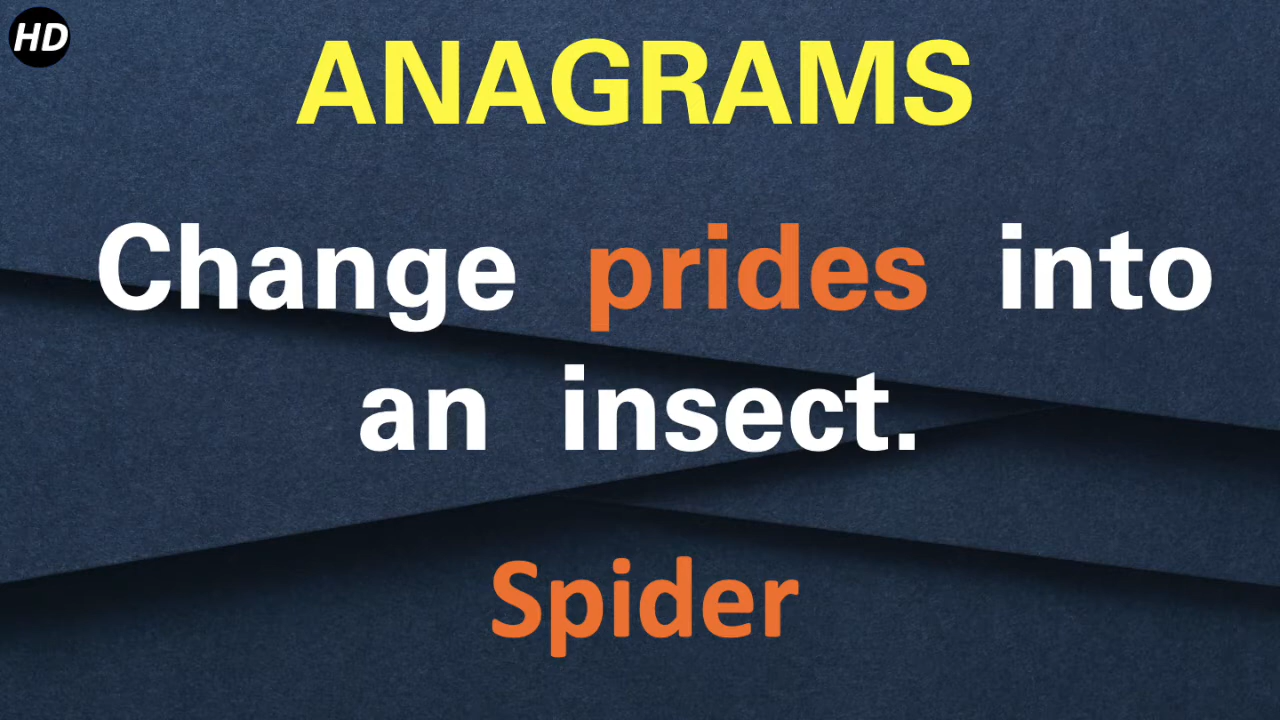 HD
ANAGRAMS
Change prides into
an insect.
Spider